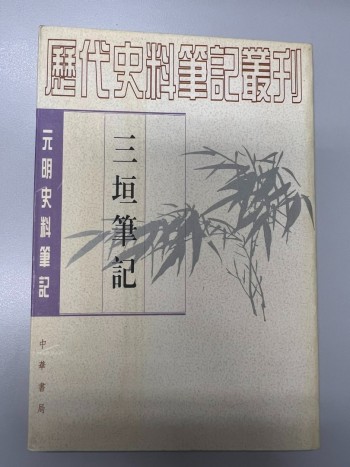 歷代史料筆記叢刊
三垣筆記
元明史料筆記
中華書局